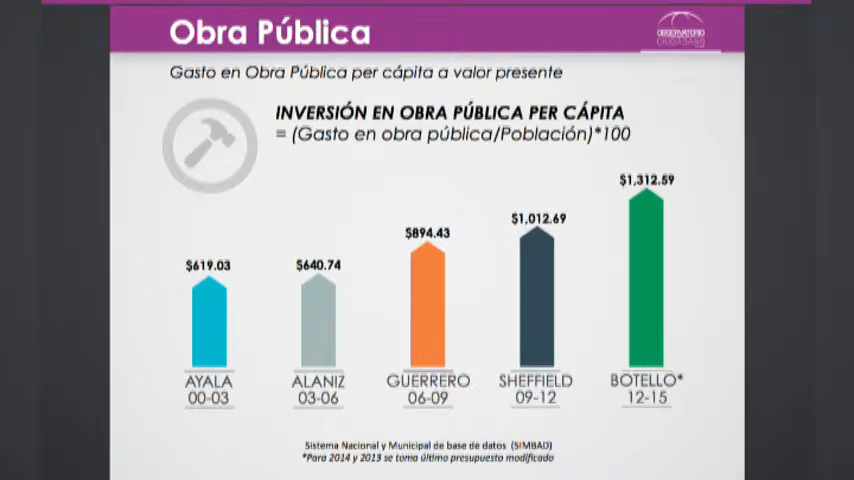 Obra Pública
OBSERVATORIO
CIUDADANO
Gasto en Obra Pública per cápita a valor presente
INVERSIÓN EN OBRA PÚBLICA PER CÁPITA
= (Gasto en obra pública/Población)*100
$619.03
$640.74
$894.43
$1,012.69
$1,312.59
AYALA
00-03
ALANIZ
03-06
GUERRERO
06-09
SHEFFIELD
09-12
BOTELLO*
12-15
Sistema Nacional y Municipal de base de datos (SIMBAD)
*Para 2014 y 2013 se toma último presupuesto modificado